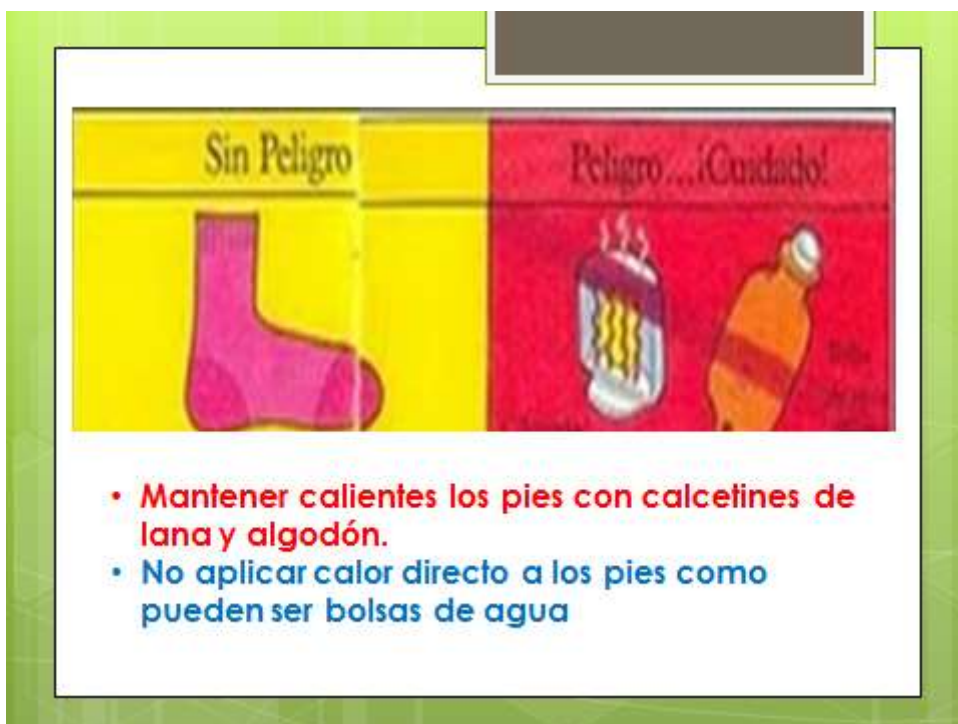 Sin Peligro
Peligro...¡Cuidado!
• Mantener calientes los pies con calcetines de
lana y algodón.
• No aplicar calor directo a los pies como
pueden ser bolsas de agua